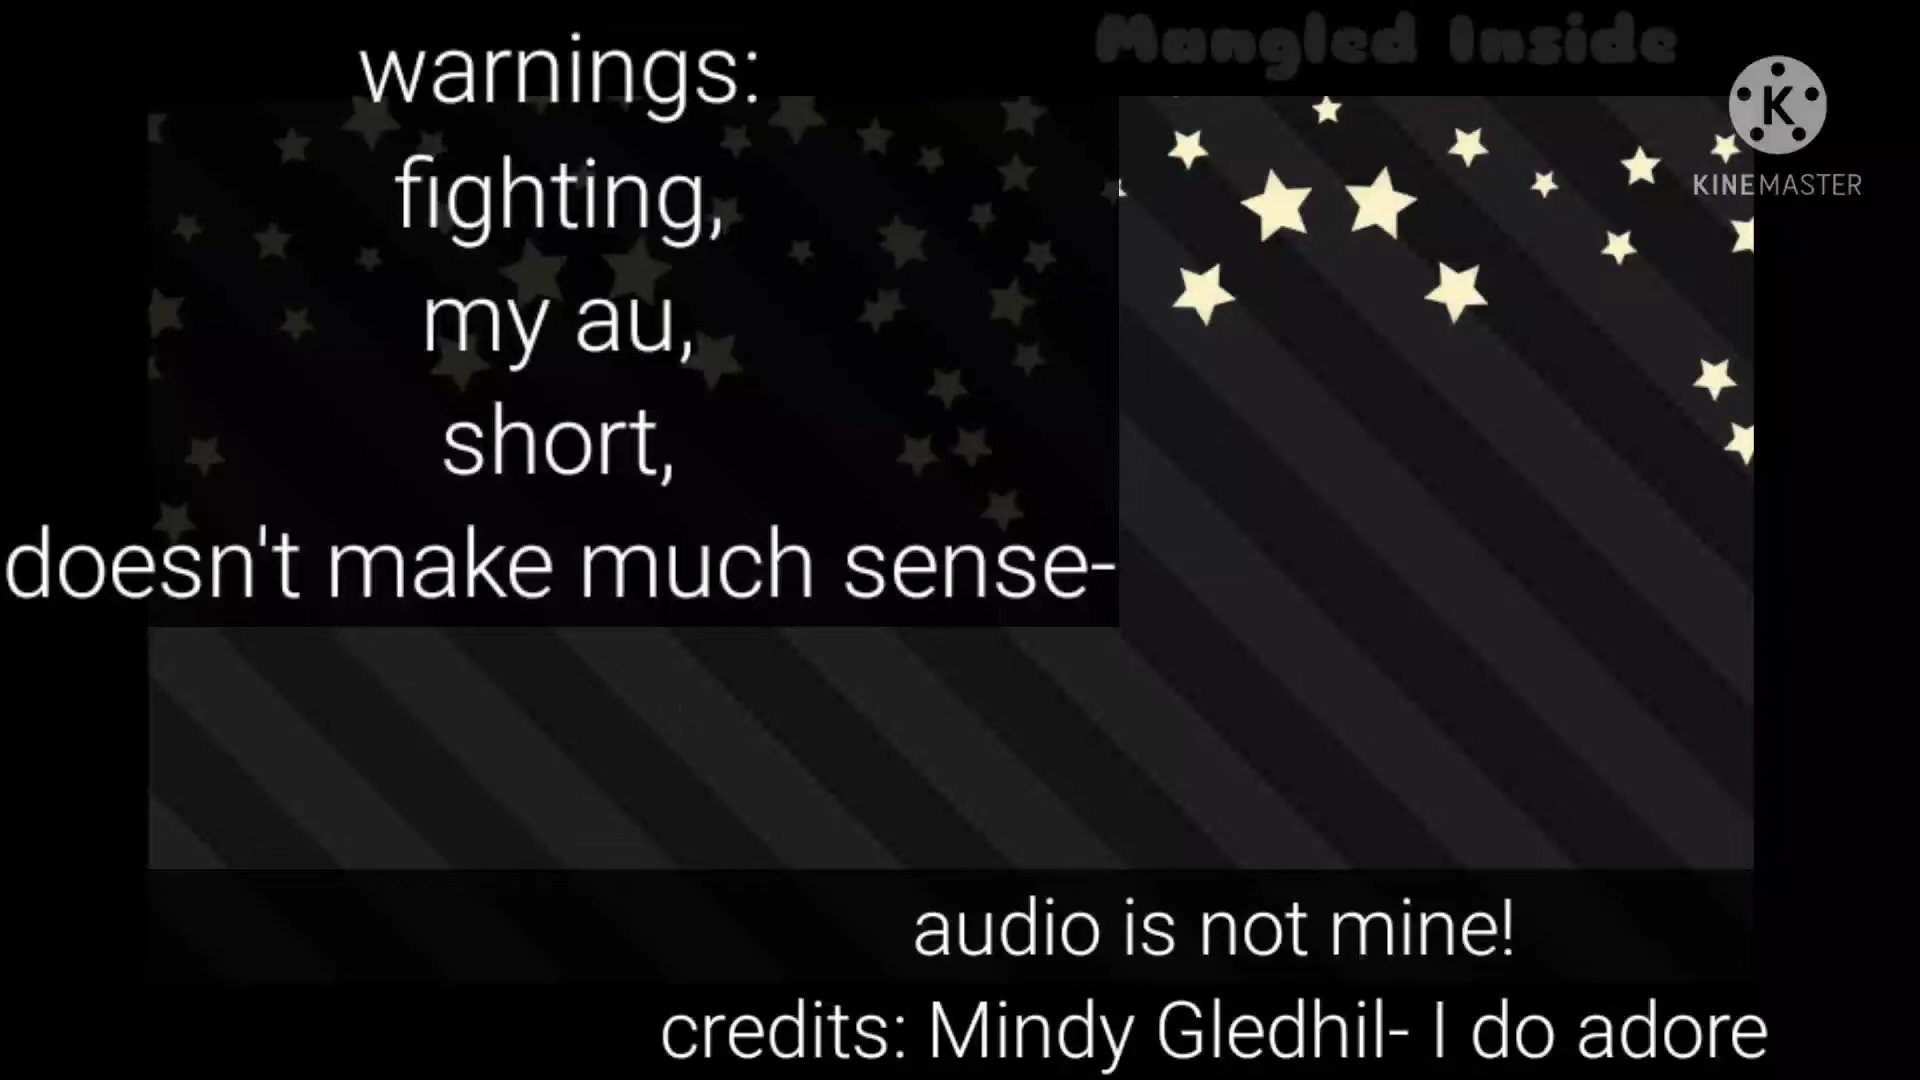 Mangled Inside
warnings:
fighting,
my au,
short,
doesn't make much sense-
K
KINEMASTER
audio is not mine!
credits: Mindy Gledhil- I do adore